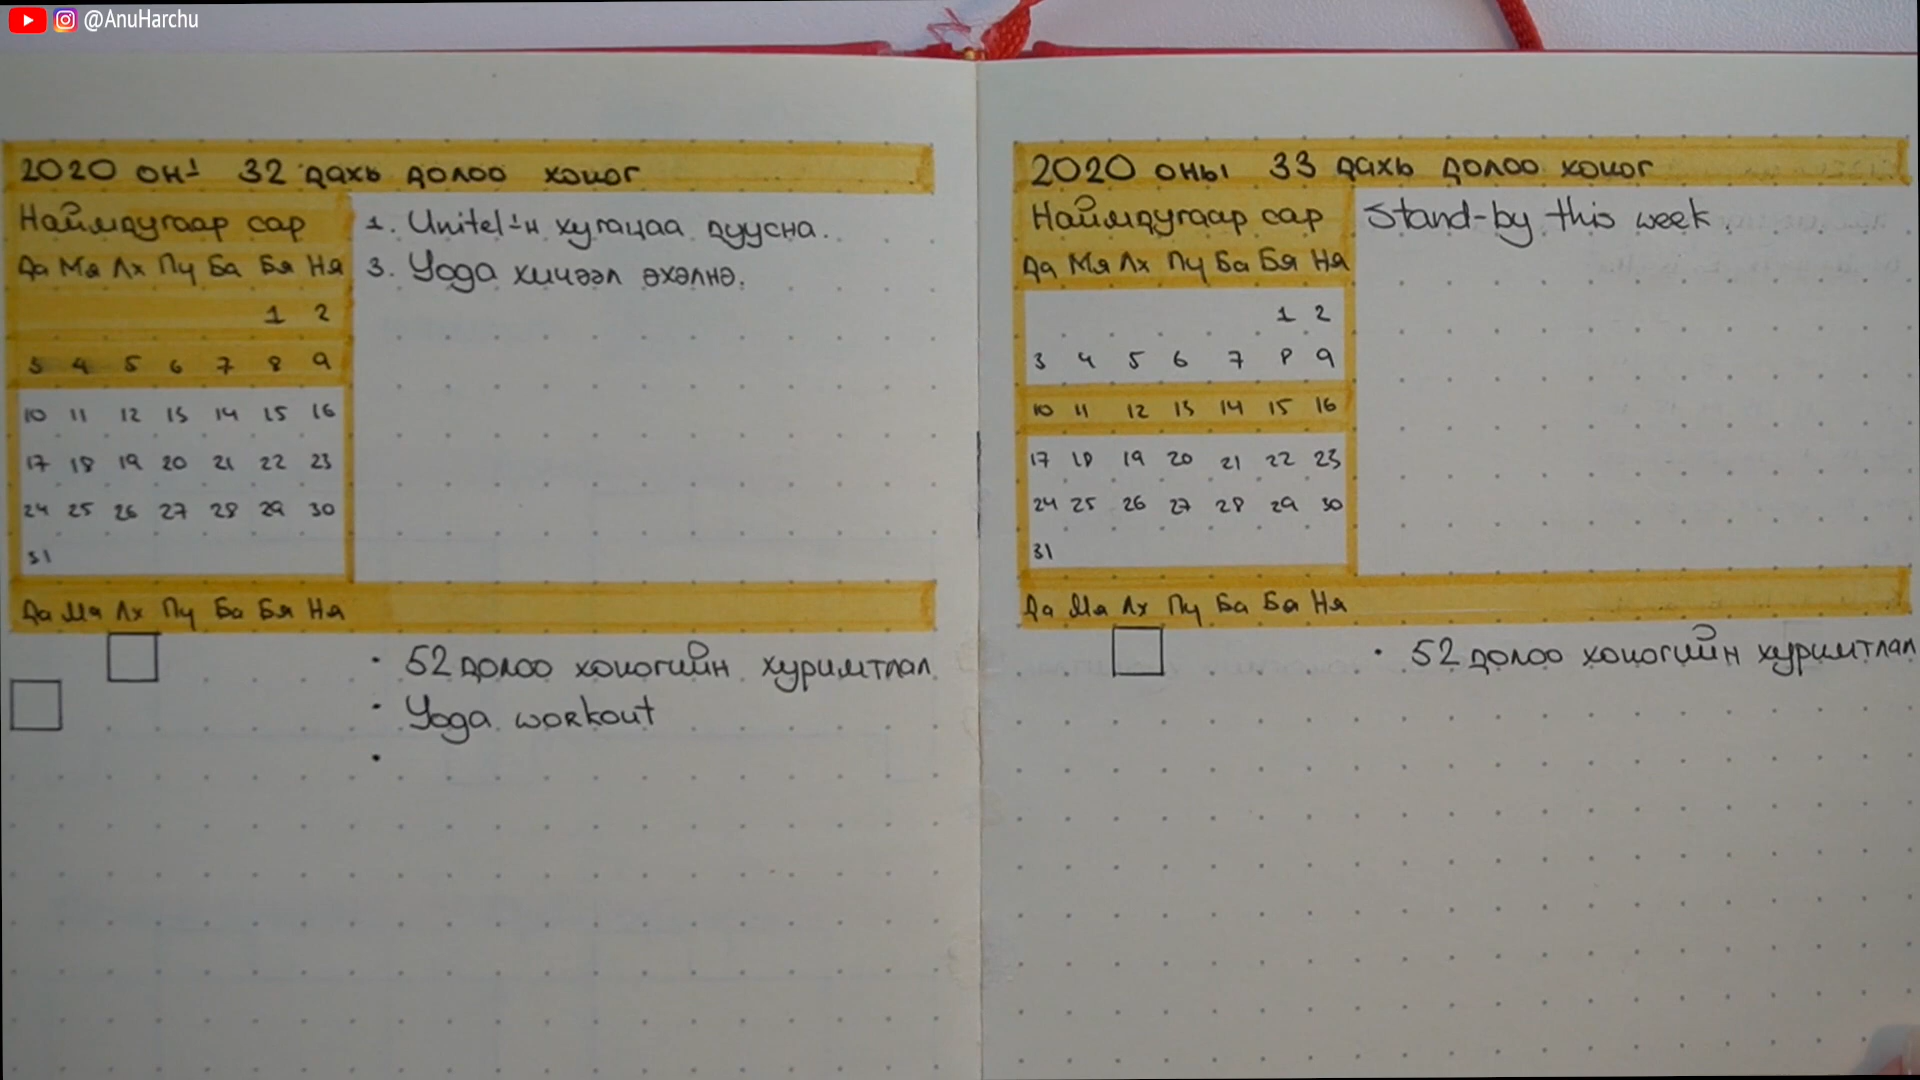 @AnuHarchu
2020 оны 32 дахь долоо хоног
Наймдугаар сар
Да Мя Лх Пү Ба Бя Ня
1 2
3 4 5 6 7 8 9
10 11 12 13 14 15 16
17 18 19 20 21 22 23
24 25 26 27 28 29 30
31
1. Unitel-ын хугацаа дуусна.
3. Yoga хичээл эхэлнэ.
Да Мя Лх Пү Ба Бя Ня
• 52 долоо хоногийн хуримтлал
• Yoga workout
•
2020 оны 33 дахь долоо хоног
Наймдугаар сар
Да Мя Лх Пү Ба Бя Ня
1 2
3 4 5 6 7 8 9
10 11 12 13 14 15 16
17 18 19 20 21 22 23
24 25 26 27 28 29 30
31
Stand-by this week.
Да Мя Лх Пү Ба Бя Ня
• 52 долоо хоногийн хуримтлал